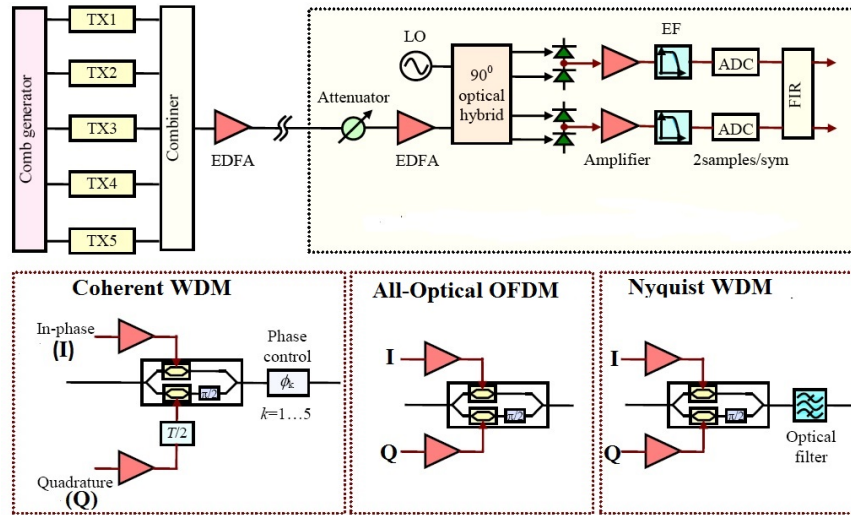 Comb generator
TX1
TX2
TX3
TX4
TX5
Combiner
EDFA
Attenuator
LO
EDFA
90⁰
optical
hybrid
Amplifier
EF
ADC
ADC
2samples/sym
FIR
Coherent WDM
In-phase
(I)
Phase
control
π/2
ϕk
k=1…5
T/2
Quadrature
(Q)
All-Optical OFDM
I
π/2
Q
Nyquist WDM
I
π/2
Q
Optical
filter